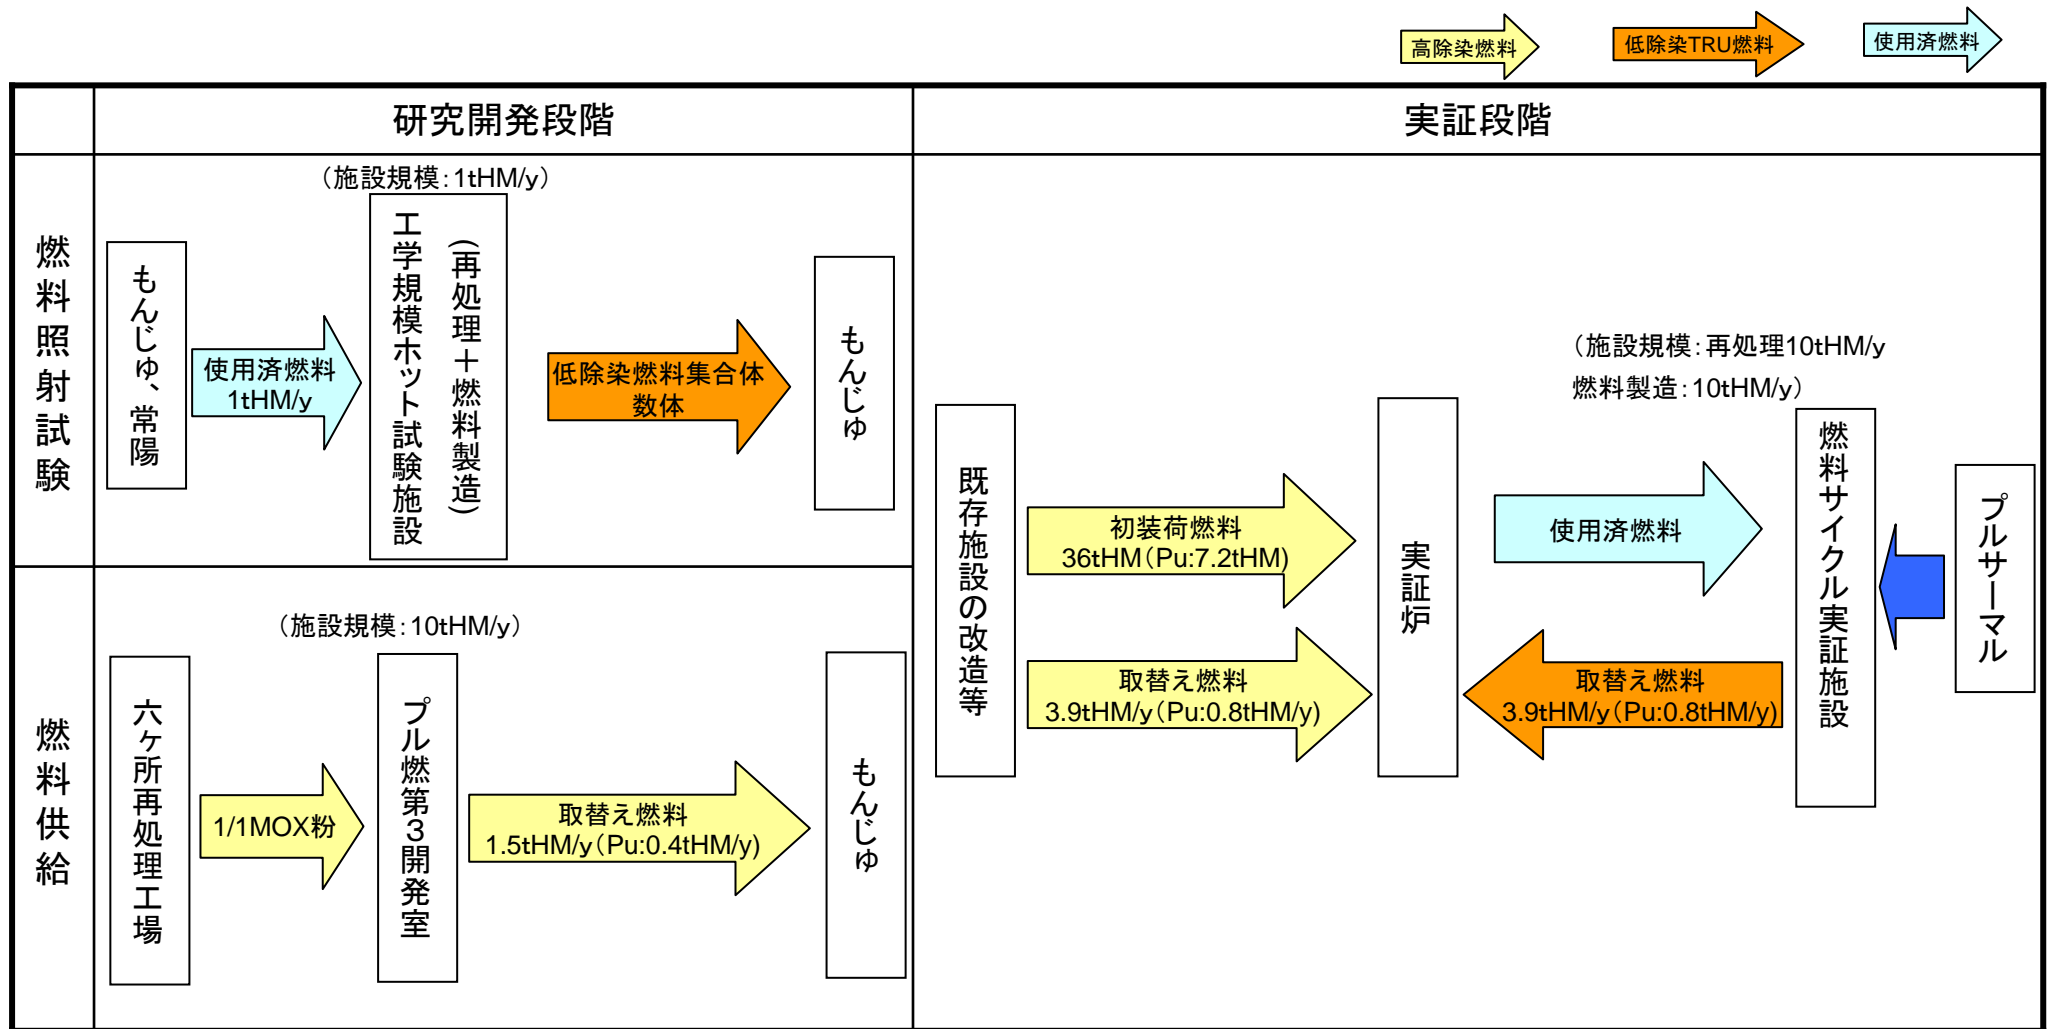 高除染燃料
低除染TRU燃料
使用済燃料
研究開発段階
実証段階
燃料照射試験
（施設規模：1tHM/y）
もんじゅ、常陽
使用済燃料
1tHM/y
工学規模ホット試験施設
（再処理＋燃料製造）
低除染燃料集合体
数体
もんじゅ
燃料供給
（施設規模：10tHM/y）
六ヶ所再処理工場
1/1MOX粉
プル燃第３開発室
取替え燃料
1.5tHM/y（Pu:0.4tHM/y）
もんじゅ
既存施設の改造等
初装荷燃料
36tHM（Pu:7.2tHM）
取替え燃料
3.9tHM/y（Pu:0.8tHM/y）
実証炉
（施設規模：再処理10tHM/y
燃料製造：10tHM/y）
使用済燃料
取替え燃料
3.9tHM/y（Pu:0.8tHM/y）
燃料サイクル実証施設
プルサーマル